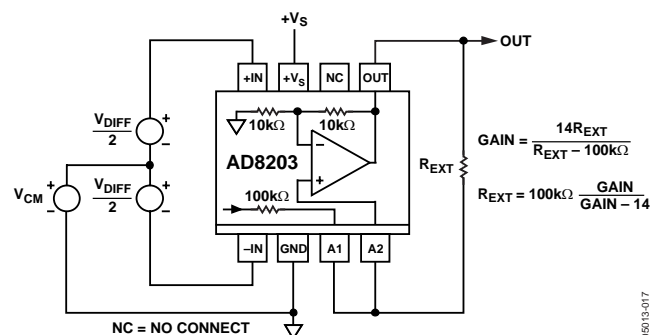 +VS
OUT
+IN
+VS
NC
OUT
10kΩ
10kΩ
VDIFF
2
AD8203
–
+
REXT
GAIN = 14REXT
REXT – 100kΩ
VCM
VDIFF
2
100kΩ
REXT = 100kΩ GAIN
GAIN – 14
–IN
GND
A1
A2
NC = NO CONNECT
05013-017